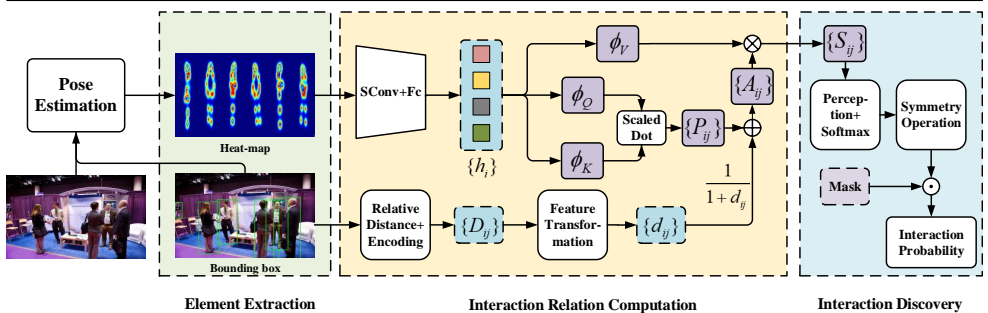 Pose
Estimation
Heat-map
Bounding box
Element Extraction
SConv+Fc
{h_i}
ϕ_V
ϕ_Q
ϕ_K
Scaled
Dot
{P_ij}
{A_ij}
1
1 + d_ij
Relative
Distance+
Encoding
{D_ij}
Feature
Transfor-
mation
{d_ij}
Interaction Relation Computation
{S_ij}
Percep-
tion+
Softmax
Symmetry
Operation
Mask
Interaction
Probability
Interaction Discovery